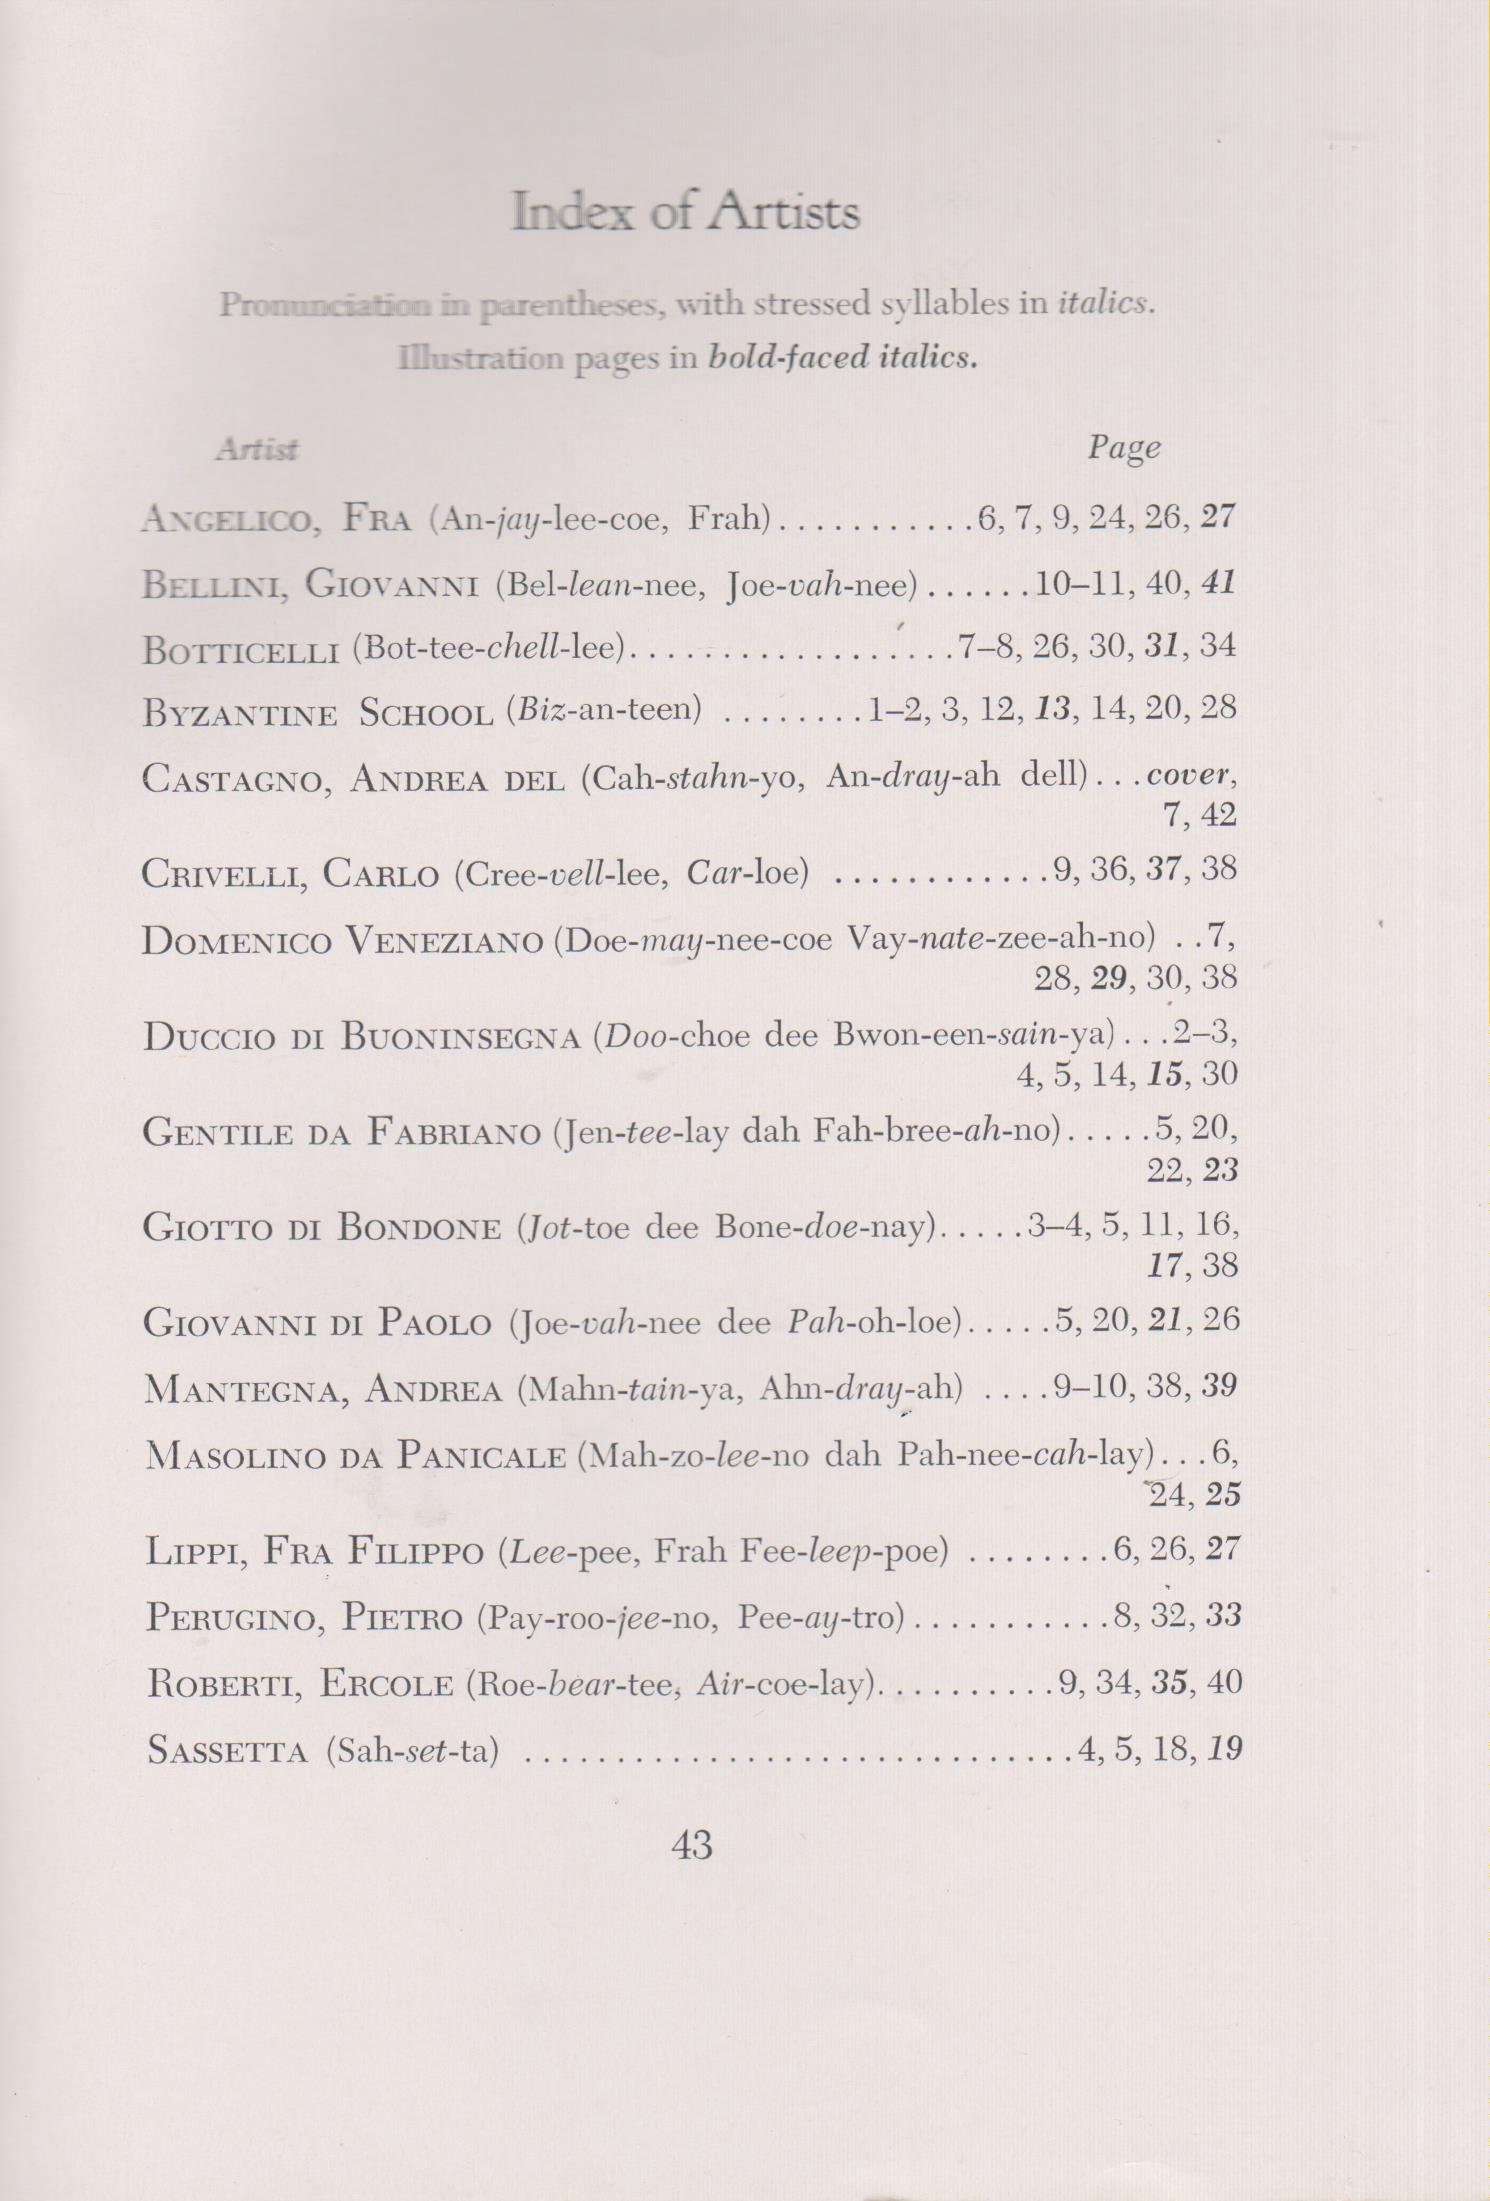 Index of Artists
Pronunciation in parentheses, with stressed syllables in italics.
Illustration pages in bold-faced italics.
Artist Page
ANGELICO, FRA (An-jay-lee-coe, Frah)...........6, 7, 9, 24, 26, 27
BELLINI, GIOVANNI (Bel-lean-nee, Joe-vah-nee)......10–11, 40, 41
BOTTICELLI (Bot-tee-chell-lee)..................7–8, 26, 30, 31, 34
BYZANTINE SCHOOL (Biz-an-teen) ........1–2, 3, 12, 13, 14, 20, 28
CASTAGNO, ANDREA DEL (Cah-stahn-yo, An-dray-ah dell)...cover,
7, 42
CRIVELLI, CARLO (Cree-vell-lee, Car-loe) ............9, 36, 37, 38
DOMENICO VENEZIANO (Doe-may-nee-coe Vay-nate-zee-ah-no) ..7,
28, 29, 30, 38
DUCCIO DI BUONINSEGNA (Doo-choe dee Bwon-een-sain-ya)...2–3,
4, 5, 14, 15, 30
GENTILE DA FABRIANO (Jen-tee-lay dah Fah-bree-ah-no).....5, 20,
22, 23
GIOTTO DI BONDONE (Jot-toe dee Bone-doe-nay).....3–4, 5, 11, 16,
17, 38
GIOVANNI DI PAOLO (Joe-vah-nee dee Pah-oh-loe).....5, 20, 21, 26
MANTEGNA, ANDREA (Mahn-tain-ya, Ahn-dray-ah) ....9–10, 38, 39
MASOLINO DA PANICALE (Mah-zo-lee-no dah Pah-nee-cah-lay)...6,
24, 25
LIPPI, FRA FILIPPO (Lee-pee, Frah Fee-leep-poe) ........6, 26, 27
PERUGINO, PIETRO (Pay-roo-jee-no, Pee-ay-tro)...........8, 32, 33
ROBERTI, ERCOLE (Roe-bear-tee, Air-coe-lay)..........9, 34, 35, 40
SASSETTA (Sah-set-ta) ..............................4, 5, 18, 19
43